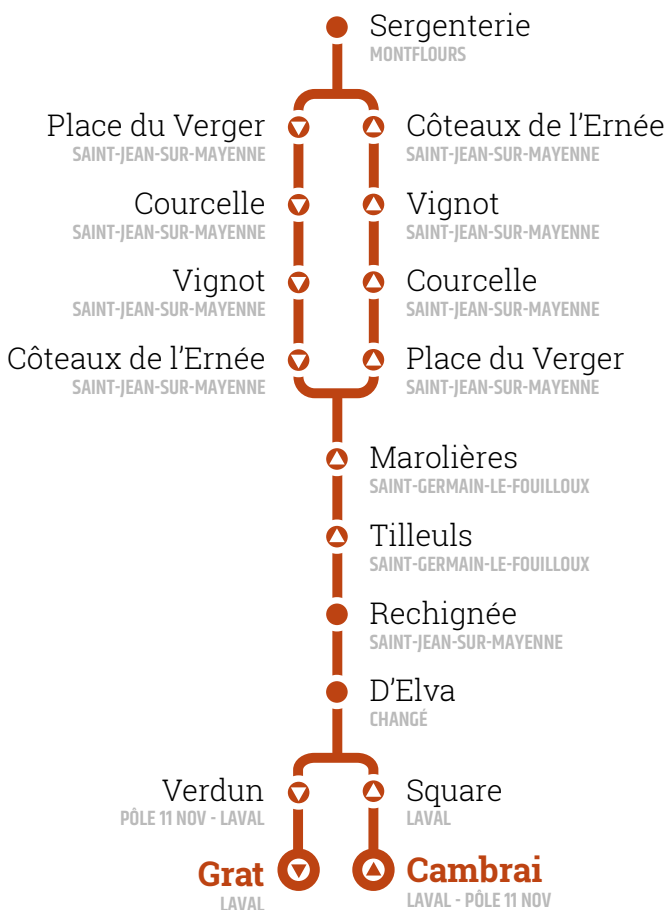 Sergenterie
MONTFLOURS
Place du Verger
SAINT-JEAN-SUR-MAYENNE
Côteaux de l'Ernée
SAINT-JEAN-SUR-MAYENNE
Courcelle
SAINT-JEAN-SUR-MAYENNE
Vignot
SAINT-JEAN-SUR-MAYENNE
Vignot
SAINT-JEAN-SUR-MAYENNE
Courcelle
SAINT-JEAN-SUR-MAYENNE
Côteaux de l'Ernée
SAINT-JEAN-SUR-MAYENNE
Place du Verger
SAINT-JEAN-SUR-MAYENNE
Marolières
SAINT-GERMAIN-LE-FOUILLOUX
Tilleuls
SAINT-GERMAIN-LE-FOUILLOUX
Rechignée
SAINT-JEAN-SUR-MAYENNE
D'Elva
CHANGÉ
Verdun
PÔLE 11 NOV - LAVAL
Square
LAVAL
Grat
LAVAL
Cambrai
LAVAL - PÔLE 11 NOV